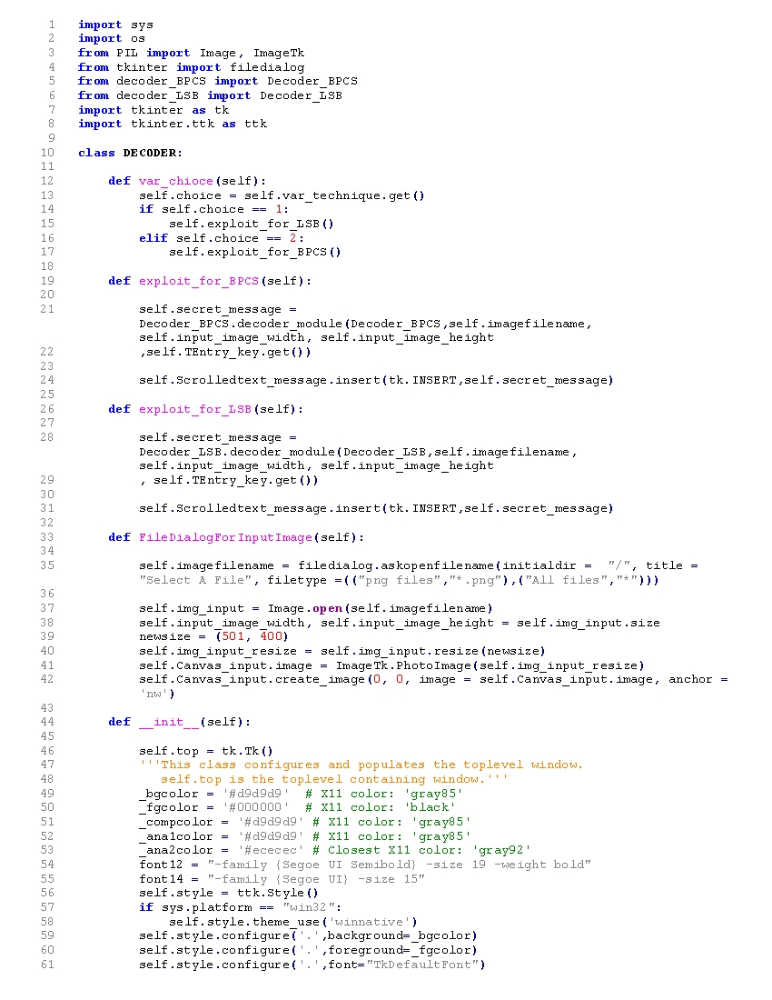 1 import sys
2 import os
3 from PIL import Image, ImageTk
4 from tkinter import filedialog
5 from decoder_BPCS import Decoder_BPCS
6 from decoder_LSB import Decoder_LSB
7 import tkinter as tk
8 import tkinter.ttk as ttk
9
10 class DECODER:
11
12     def var_chioce(self):
13         self.choice = self.var_technique.get()
14         if self.choice == 1:
15             self.exploit_for_LSB()
16         elif self.choice == 2:
17             self.exploit_for_BPCS()
18
19     def exploit_for_BPCS(self):
20
21         self.secret_message =
        Decoder_BPCS.decoder_module(Decoder_BPCS,self.imagefilename,
        self.input_image_width, self.input_image_height
22         ,self.TEntry_key.get())
23
24         self.Scrolledtext_message.insert(tk.INSERT,self.secret_message)
25
26     def exploit_for_LSB(self):
27
28         self.secret_message =
        Decoder_LSB.decoder_module(Decoder_LSB,self.imagefilename,
        self.input_image_width, self.input_image_height
29         , self.TEntry_key.get())
30
31         self.Scrolledtext_message.insert(tk.INSERT,self.secret_message)
32
33     def FileDialogForInputImage(self):
34
35         self.imagefilename = filedialog.askopenfilename(initialdir =  "/", title =
        "Select A File", filetype =(("png files","*.png"),("All files","*")))
36
37         self.img_input = Image.open(self.imagefilename)
38         self.input_image_width, self.input_image_height = self.img_input.size
39         newsize = (501, 400)
40         self.img_input_resize = self.img_input.resize(newsize)
41         self.Canvas_input.image = ImageTk.PhotoImage(self.img_input_resize)
42         self.Canvas_input.create_image(0, 0, image = self.Canvas_input.image, anchor =
        'nw')
43
44     def __init__(self):
45
46         self.top = tk.Tk()
47         '''This class configures and populates the toplevel window.
48            self.top is the toplevel containing window.'''
49         _bgcolor = '#d9d9d9'  # X11 color: 'gray85'
50         _fgcolor = '#000000'  # X11 color: 'black'
51         _compcolor = '#d9d9d9' # X11 color: 'gray85'
52         _ana1color = '#d9d9d9' # X11 color: 'gray85'
53         _ana2color = '#ececec' # Closest X11 color: 'gray92'
54         font12 = "-family {Segoe UI Semibold} -size 19 -weight bold"
55         font14 = "-family {Segoe UI} -size 15"
56         self.style = ttk.Style()
57         if sys.platform == "win32":
58             self.style.theme_use('winnative')
59         self.style.configure('.',background=_bgcolor)
60         self.style.configure('.',foreground=_fgcolor)
61         self.style.configure('.',font="TkDefaultFont")